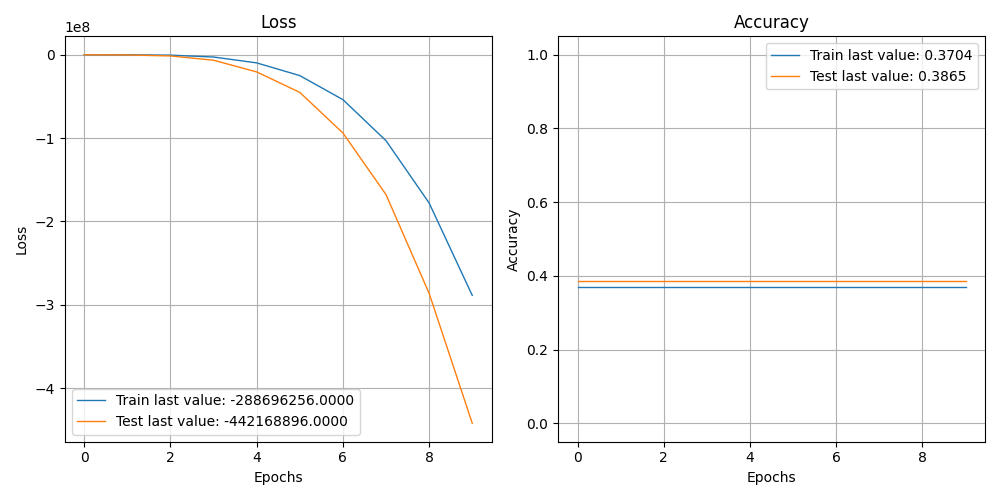 Loss
1e8
0
−1
−2
−3
−4
Loss
Train last value: -288696256.0000
Test last value: -442168896.0000
0 2 4 6 8
Epochs
Accuracy
1.0
0.8
0.6
0.4
0.2
0.0
Accuracy
Train last value: 0.3704
Test last value: 0.3865
0 2 4 6 8
Epochs